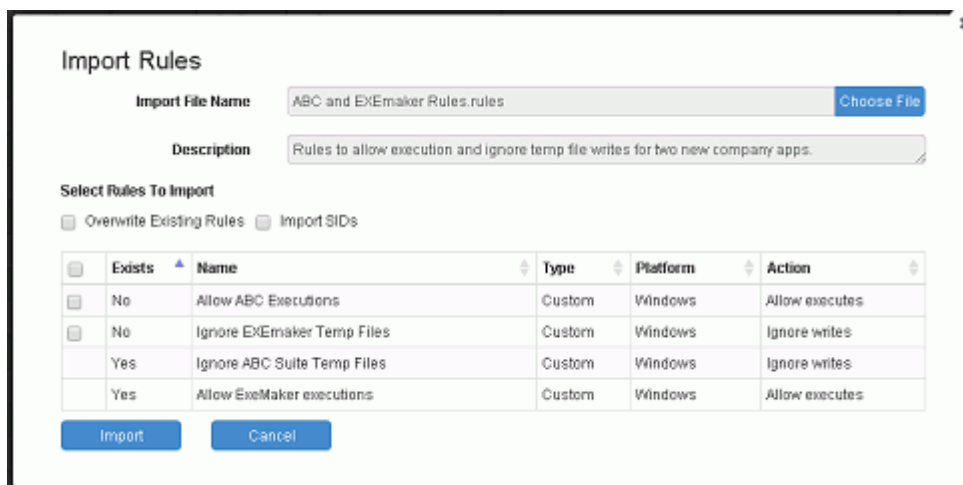 Import Rules
Import File Name ABC and EXEmaker Rules.rules Choose File
Description Rules to allow execution and ignore temp file writes for two new company apps.
Select Rules To Import
Overwrite Existing Rules Import SIDs
Exists Name Type Platform Action
No Allow ABC Executions Custom Windows Allow executes
No Ignore EXEmaker Temp Files Custom Windows Ignore writes
Yes Ignore ABC Suite Temp Files Custom Windows Ignore writes
Yes Allow ExeMaker executions Custom Windows Allow executes
Import Cancel